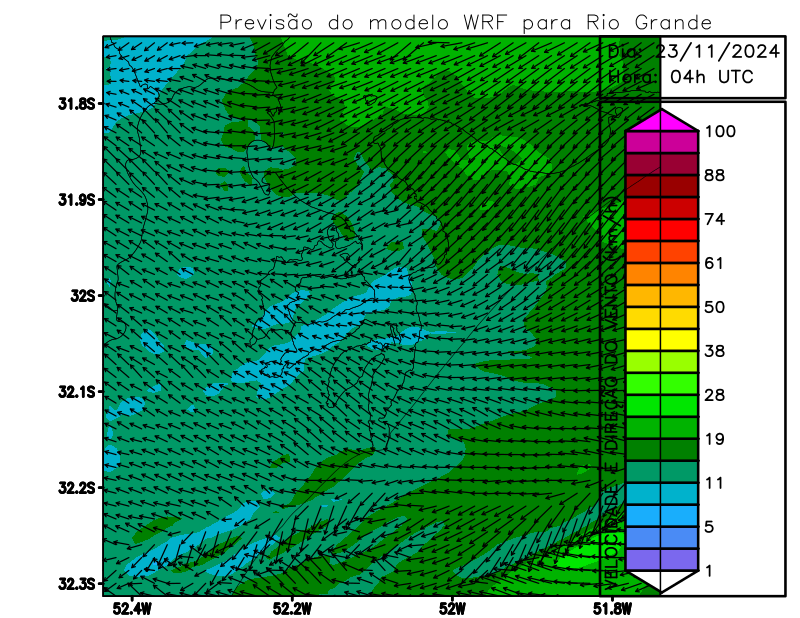 Previsão do modelo WRF para Rio Grande
Dia: 23/11/2024
Hora: 04h UTC
31.8S
31.9S
32S
32.1S
32.2S
32.3S
52.4W
52.2W
52W
51.8W
VELOCIDADE E DIREÇÃO DO VENTO
100
88
74
61
50
38
28
19
11
5
1